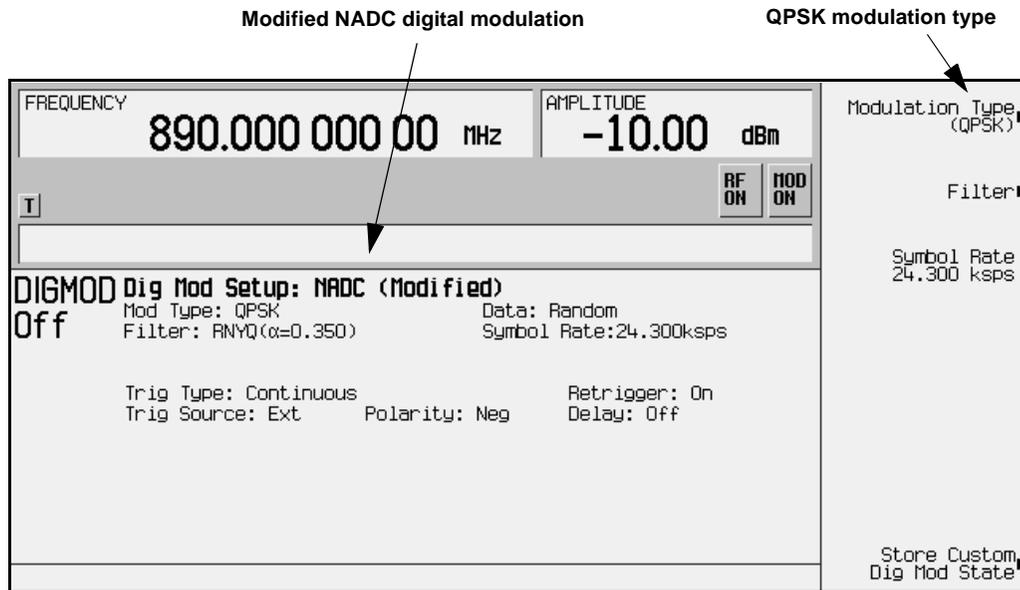 Modified NADC digital modulation
QPSK modulation type
FREQUENCY
890.000 000 00 MHz
AMPLITUDE
-10.00 dBm
T
RF ON
MOD ON
DIGMOD Off
Dig Mod Setup: NADC (Modified)
Mod Type: QPSK Data: Random
Filter: RNYQ(α=0.350) Symbol Rate:24.300ksps
Trig Type: Continuous Retrigger: On
Trig Source: Ext Polarity: Neg Delay: Off
Modulation Type
(QPSK)
Filter
Symbol Rate
24.300 ksps
Store Custom
Dig Mod State